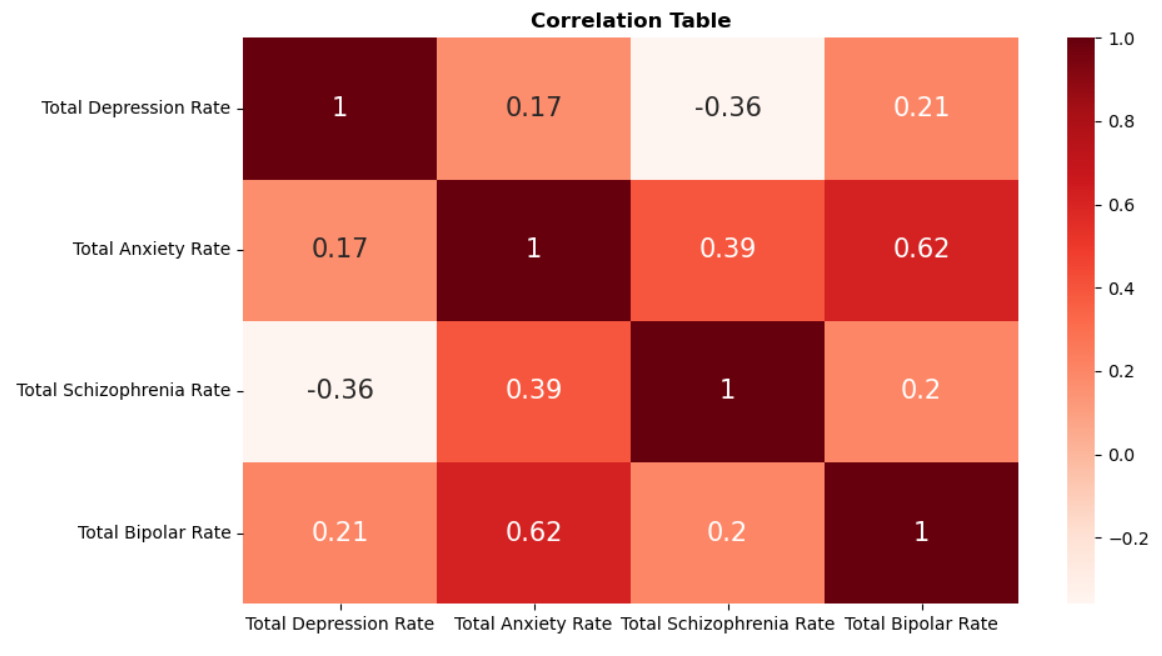 Correlation Table
Total Depression Rate 1 0.17 -0.36 0.21
Total Anxiety Rate 0.17 1 0.39 0.62
Total Schizophrenia Rate -0.36 0.39 1 0.2
Total Bipolar Rate 0.21 0.62 0.2 1
Total Depression Rate Total Anxiety Rate Total Schizophrenia Rate Total Bipolar Rate
1.0
0.8
0.6
0.4
0.2
0.0
−0.2